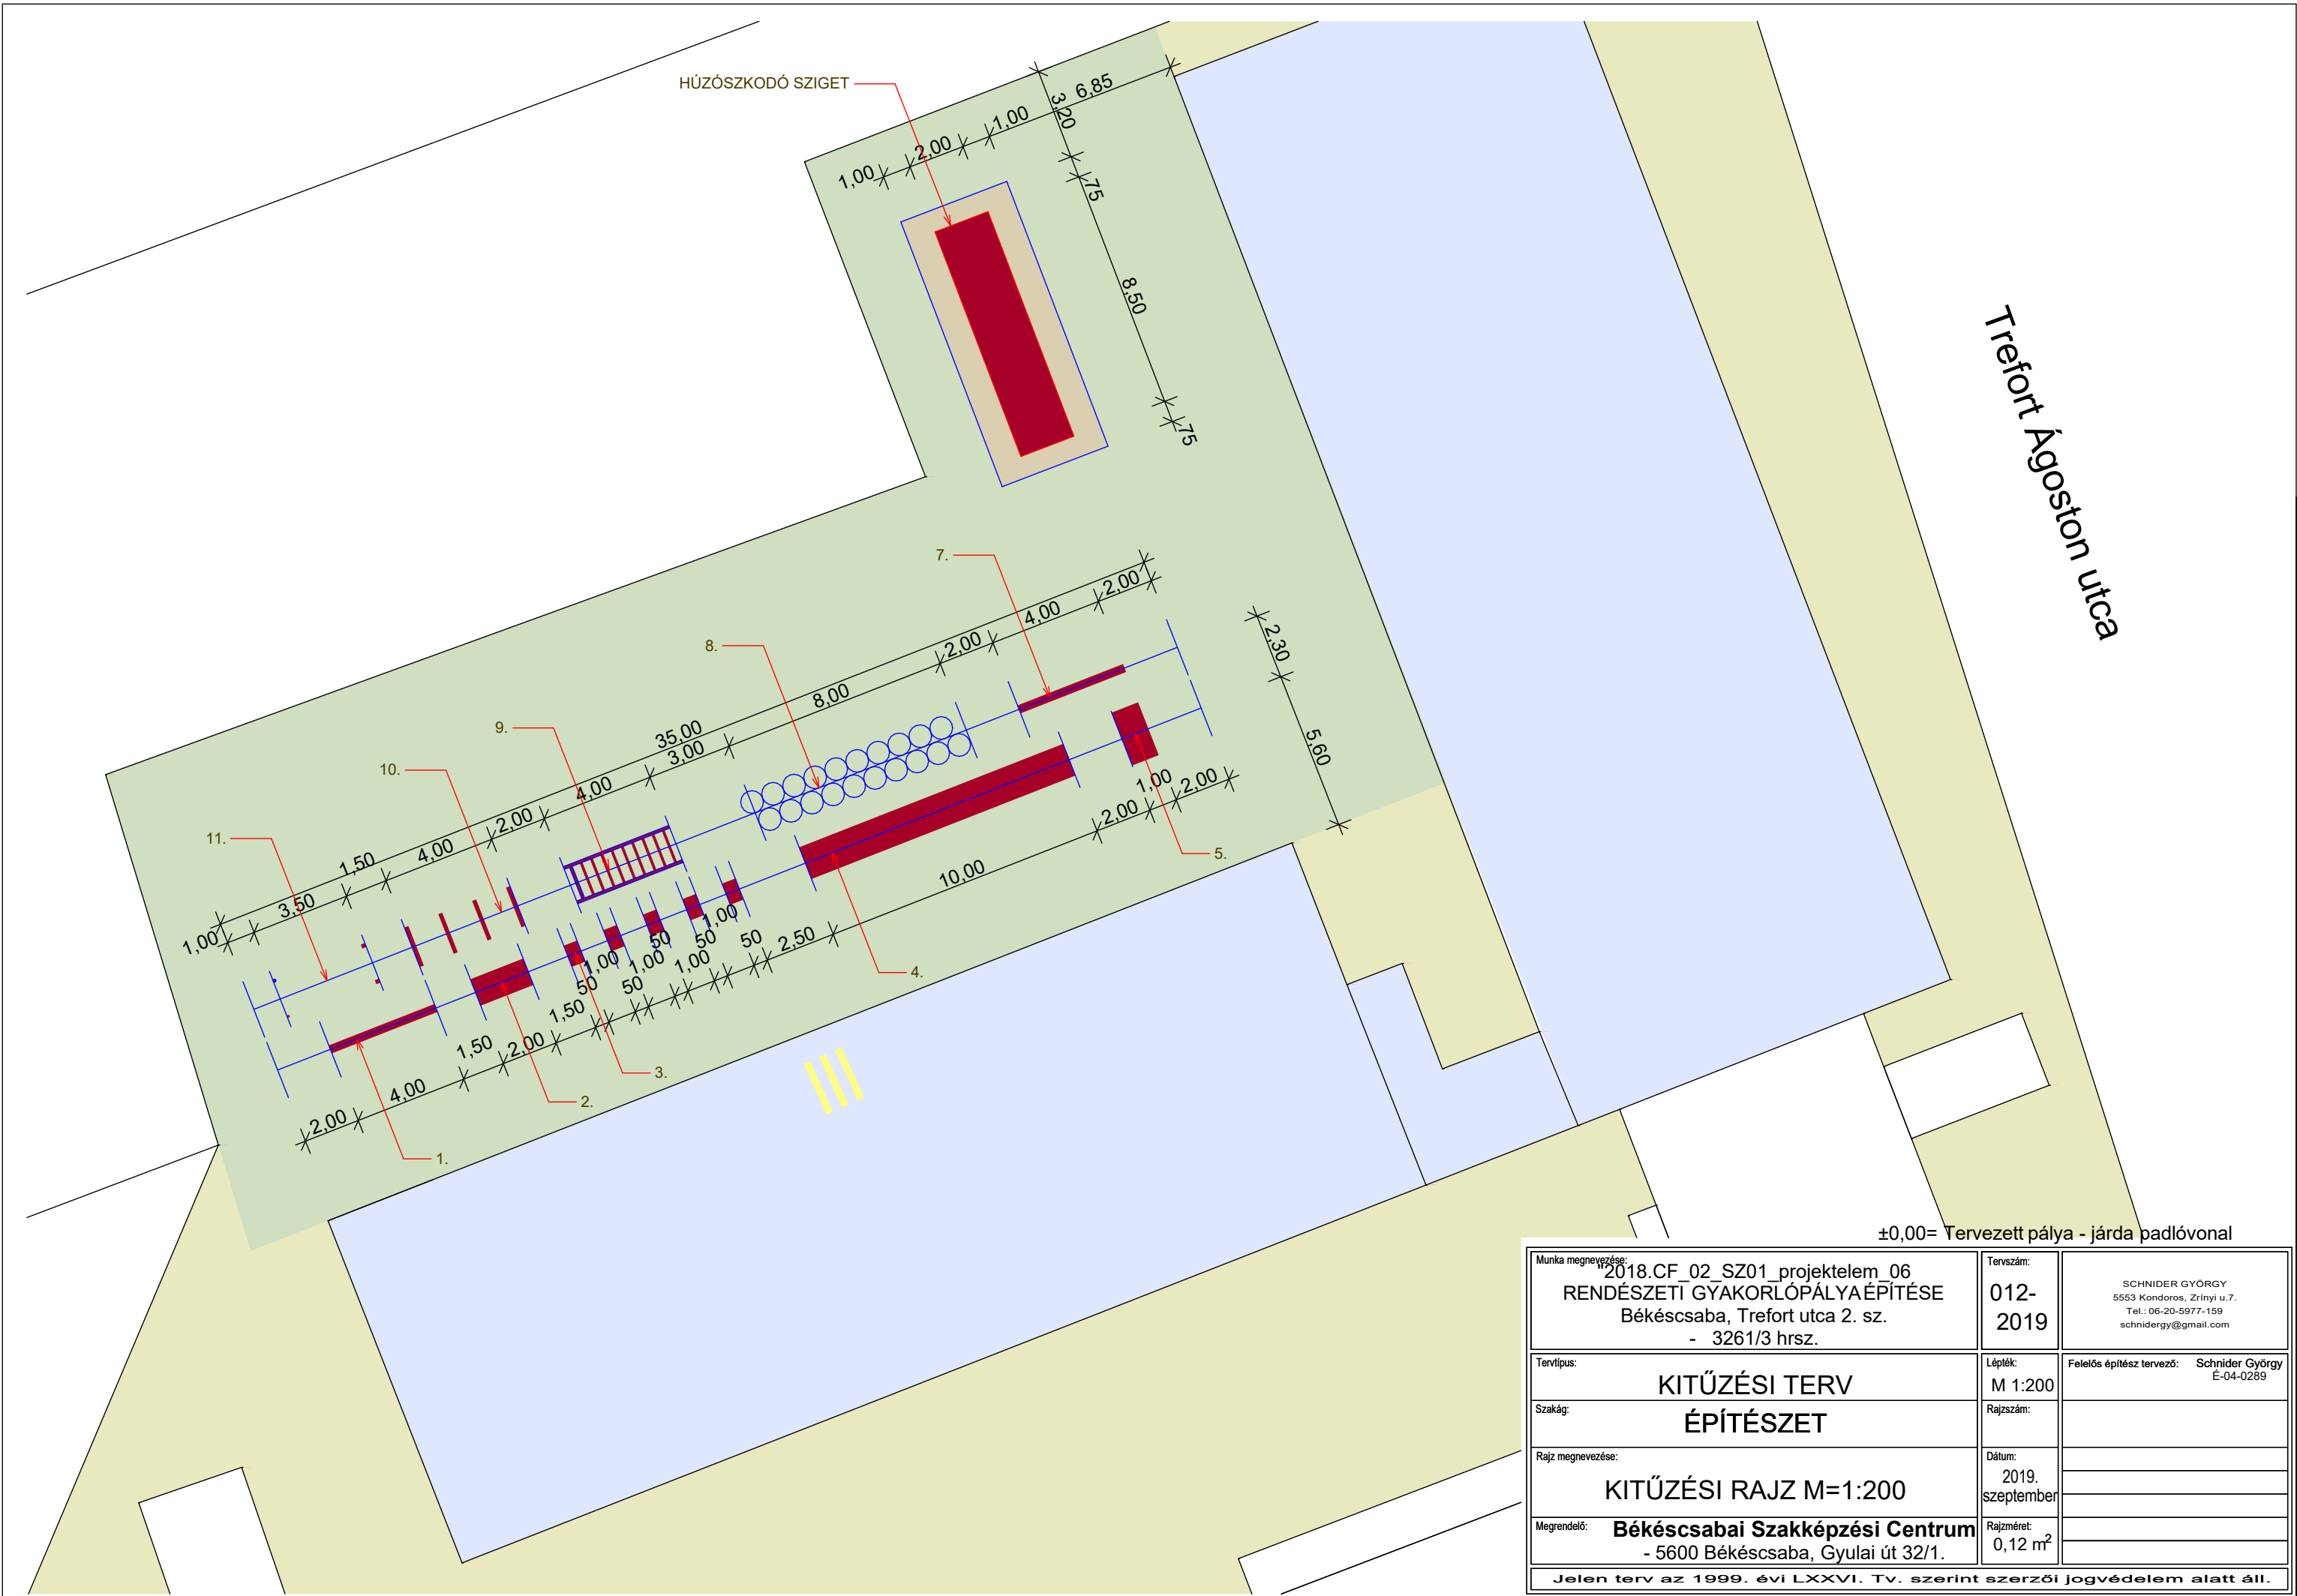 HÚZÓSZKODÓ SZIGET
1,00
2,00
1,00
6,85
3,20
75
8,50
75
Trefort Ágoston utca
7.
8.
9.
10.
11.
35,00
1,00
3,50
1,50
4,00
2,00
4,00
3,00
8,00
2,00
4,00
2,00
2,30
5,60
2,00
4,00
1,50
2,00
1,50
50
1,00
50
1,00
50
1,00
50
1,00
50
2,50
10,00
2,00
1,00
2,00
1.
2.
3.
4.
5.
±0,00= Tervezett pálya - járda padlóvonal
Munka megnevezése:
"2018.CF_02_SZ01_projektelem_06
RENDÉSZETI GYAKORLÓPÁLYA ÉPÍTÉSE
Békéscsaba, Trefort utca 2. sz.
- 3261/3 hrsz.
Tervszám:
012-
2019
SCHNIDER GYÖRGY
5553 Kondoros, Zrínyi u.7.
Tel.: 06-20-5977-159
schnidergy@gmail.com
Tervtípus:
KITŰZÉSI TERV
Lépték:
M 1:200
Felelős építész tervező: Schnider György
É-04-0289
Szakág:
ÉPÍTÉSZET
Rajzszám:
Rajz megnevezése:
KITŰZÉSI RAJZ M=1:200
Dátum:
2019.
szeptember
Megrendelő: Békéscsabai Szakképzési Centrum
- 5600 Békéscsaba, Gyulai út 32/1.
Rajzméret:
0,12 m²
Jelen terv az 1999. évi LXXVI. Tv. szerint szerzői jogvédelem alatt áll.